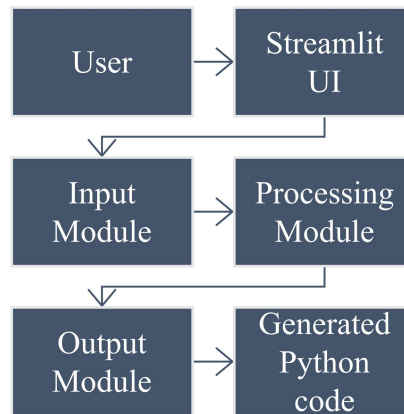 User
Streamlit
UI
Input
Module
Processing
Module
Output
Module
Generated
Python
code